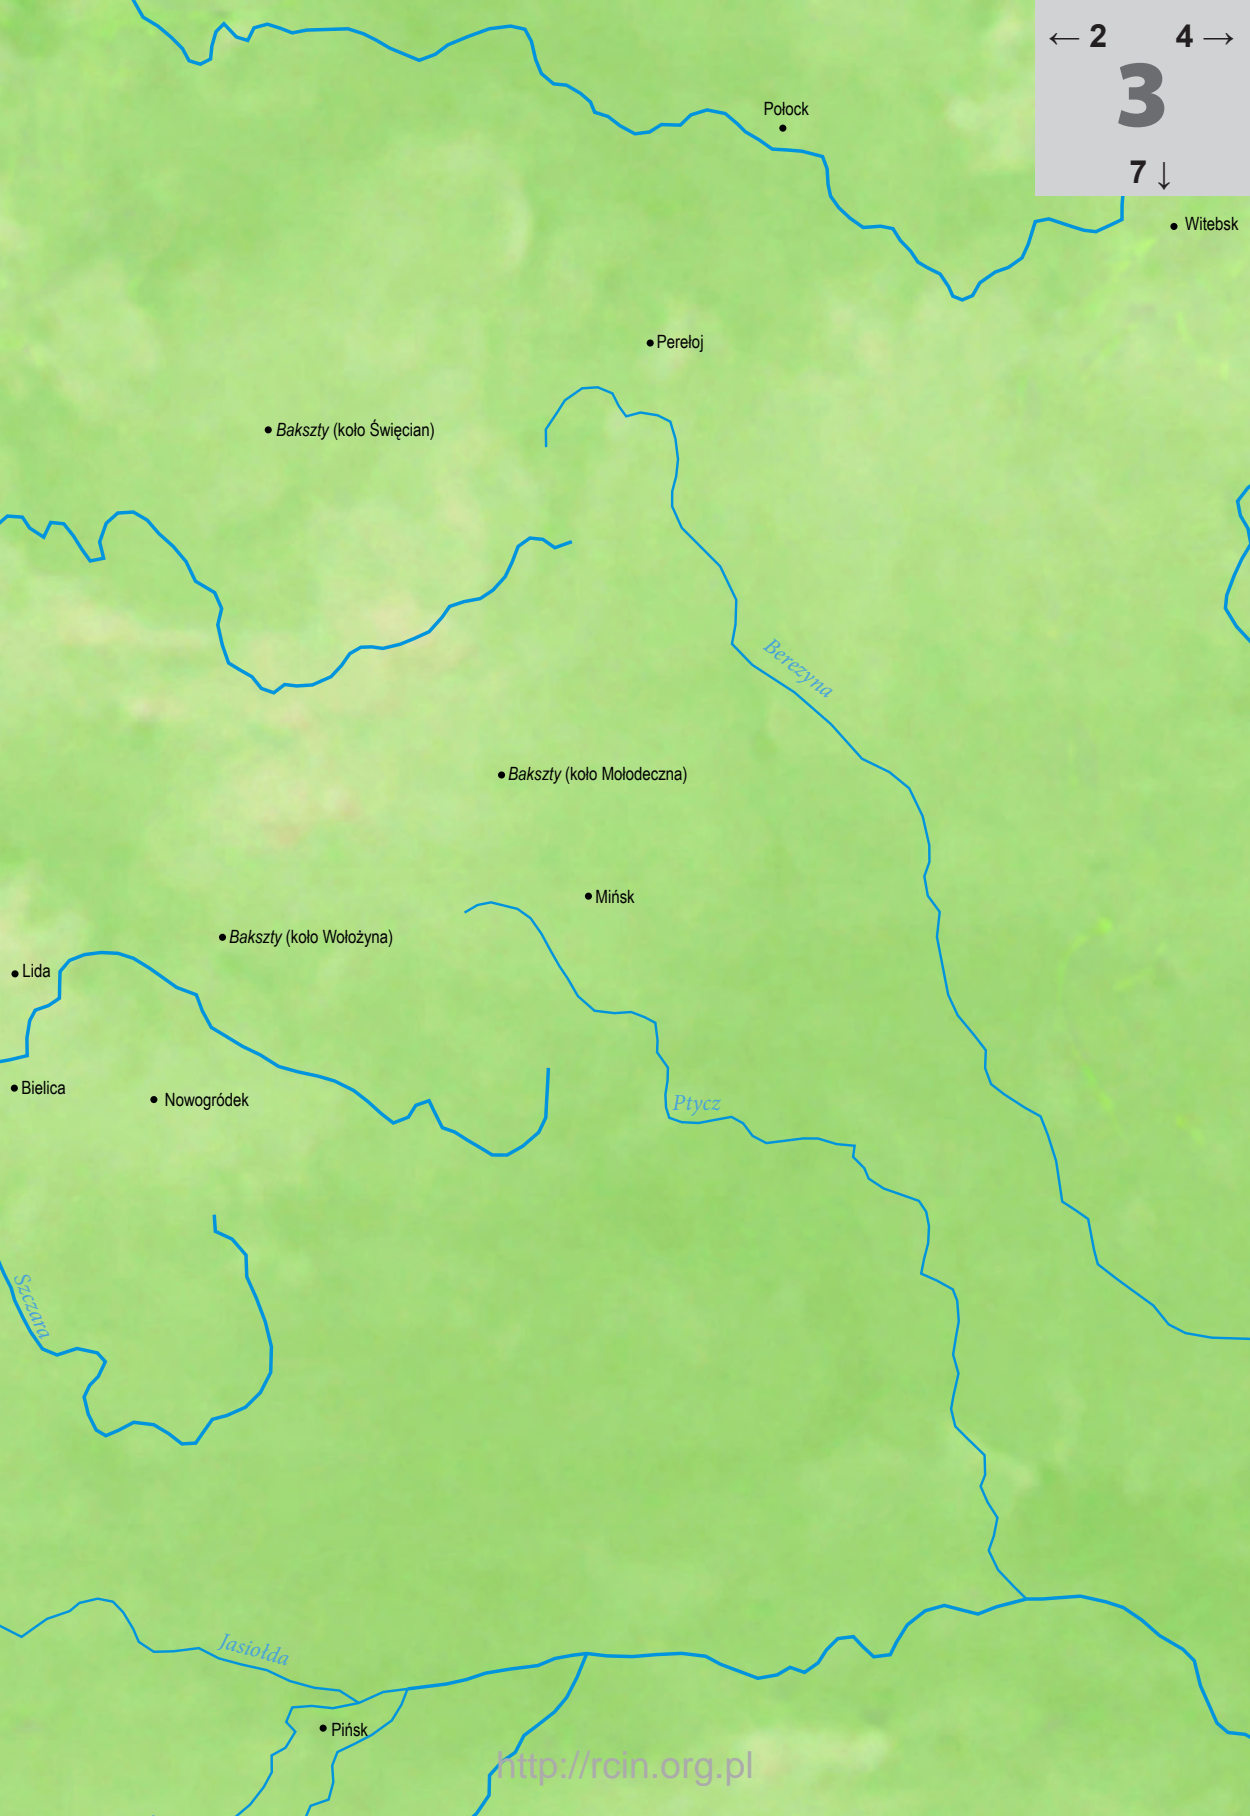 ← 2 4 →
3
7 ↓
Połock
Witebsk
Perełoj
Bakszty (koło Święcian)
Berezyna
Bakszty (koło Mołodeczna)
Mińsk
Bakszty (koło Wołożyna)
Lida
Bielica
Nowogródek
Ptycz
Szczara
Jasiołda
Pińsk
http://rcin.org.pl